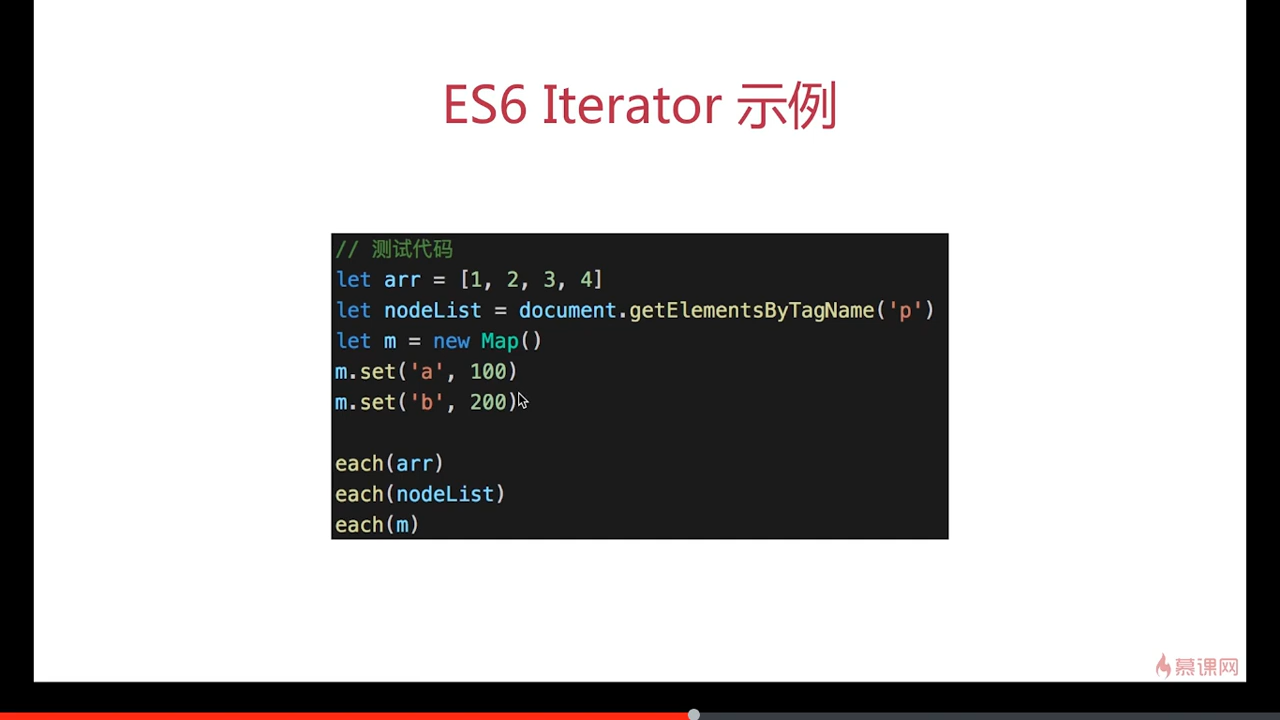 ES6 Iterator 示例
// 测试代码
let arr = [1, 2, 3, 4]
let nodeList = document.getElementsByTagName('p')
let m = new Map()
m.set('a', 100)
m.set('b', 200)
each(arr)
each(nodeList)
each(m)
慕课网